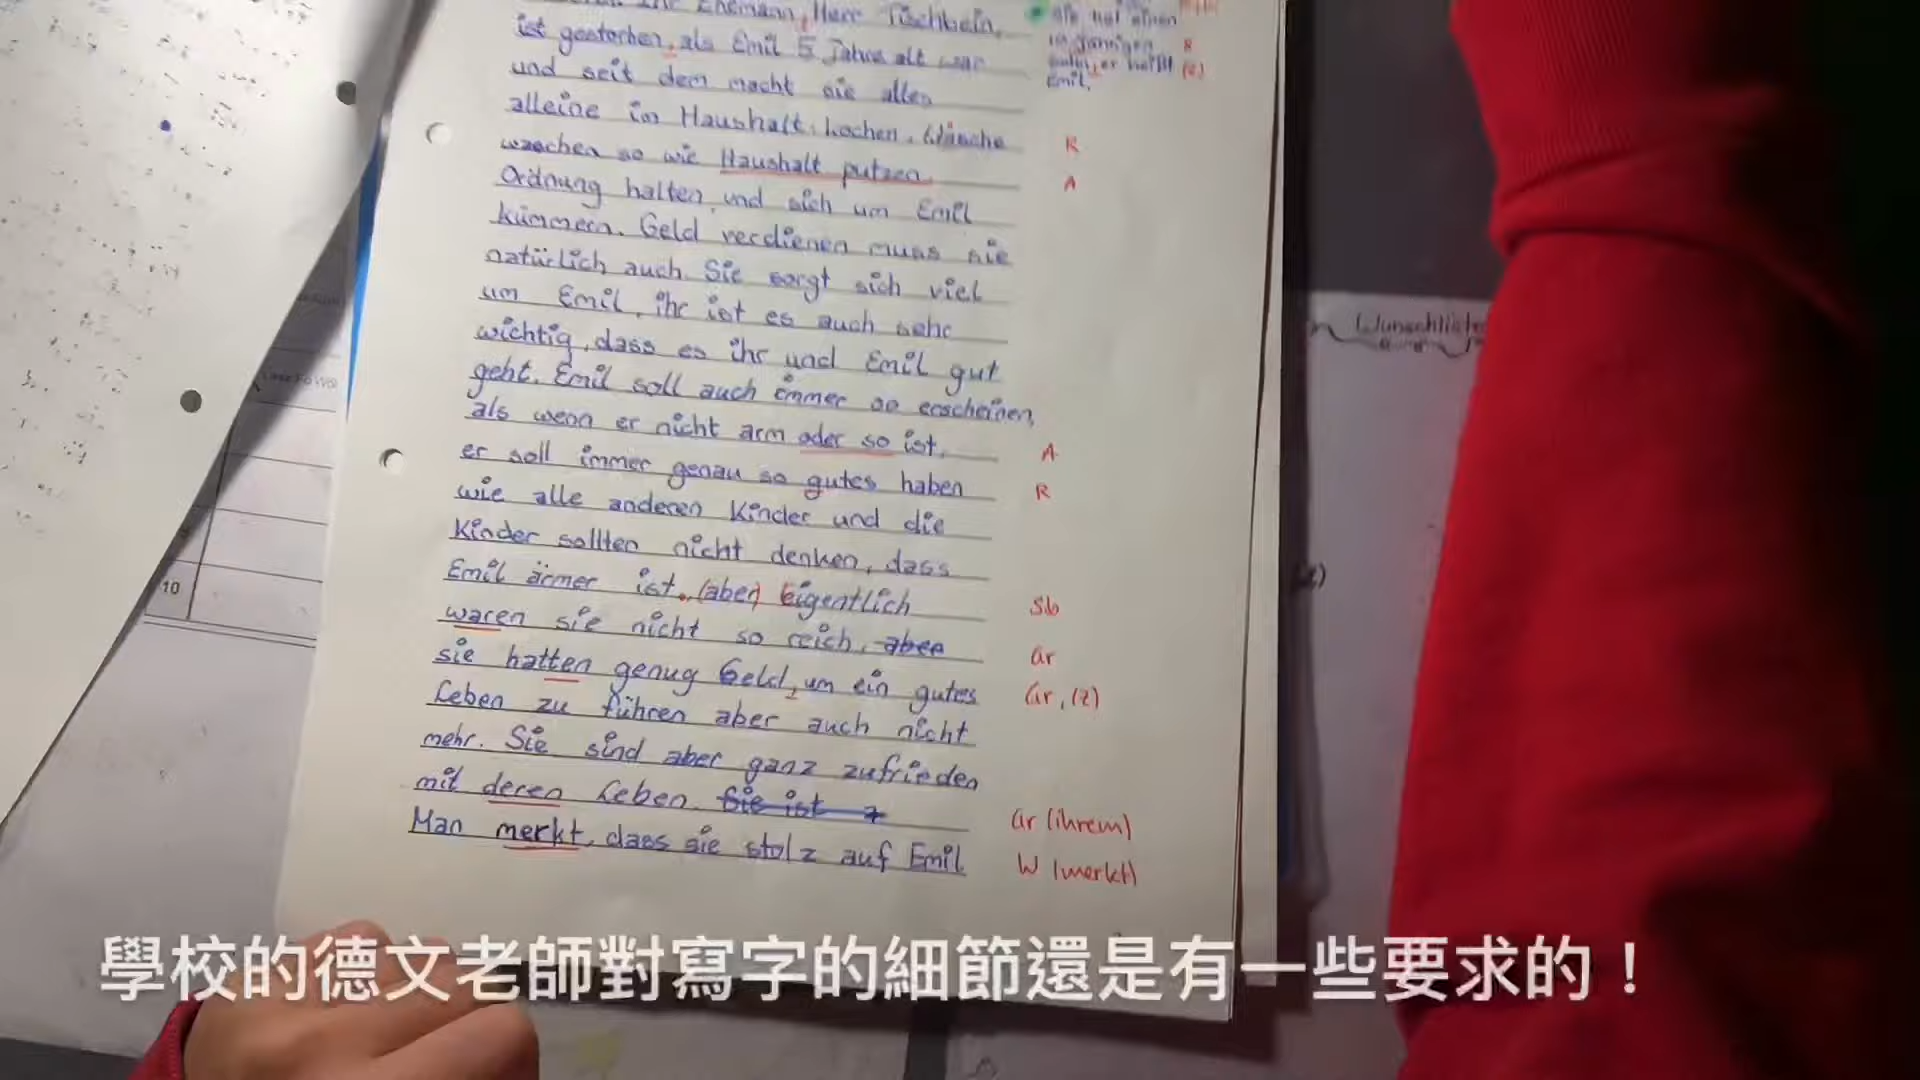 Ehemann, Herr Tischbein,
ist gestorben, als Emil 5 Jahre alt war
und seit dem macht sie alles
alleine im Haushalt, kochen, Wäsche R
waschen so wie Haushalt putzen, A
Ordnung halten und sich um Emil
kümmern. Geld verdienen muss sie
natürlich auch. Sie sorgt sich viel
um Emil, ihr ist es auch sehr
wichtig, dass es ihr und Emil gut
geht. Emil soll auch immer so erscheinen,
als wenn er nicht arm oder so ist, A
er soll immer genau so gutes haben R
wie alle anderen Kinder und die
Kinder sollten nicht denken, dass
Emil ärmer ist. (aber) Eigentlich Sb
waren sie nicht so reich, aber Gr
sie hatten genug Geld, um ein gutes Gr, (Z)
Leben zu führen aber auch nicht
mehr. Sie sind aber ganz zufrieden
mit deren Leben. Sie ist Gr (ihrem)
Man merkt, dass sie stolz auf Emil W (merkt)
sie hat einen
er heißt
Emil.
R
(Z)
10
Wunschliste
學校的德文老師對寫字的細節還是有一些要求的！